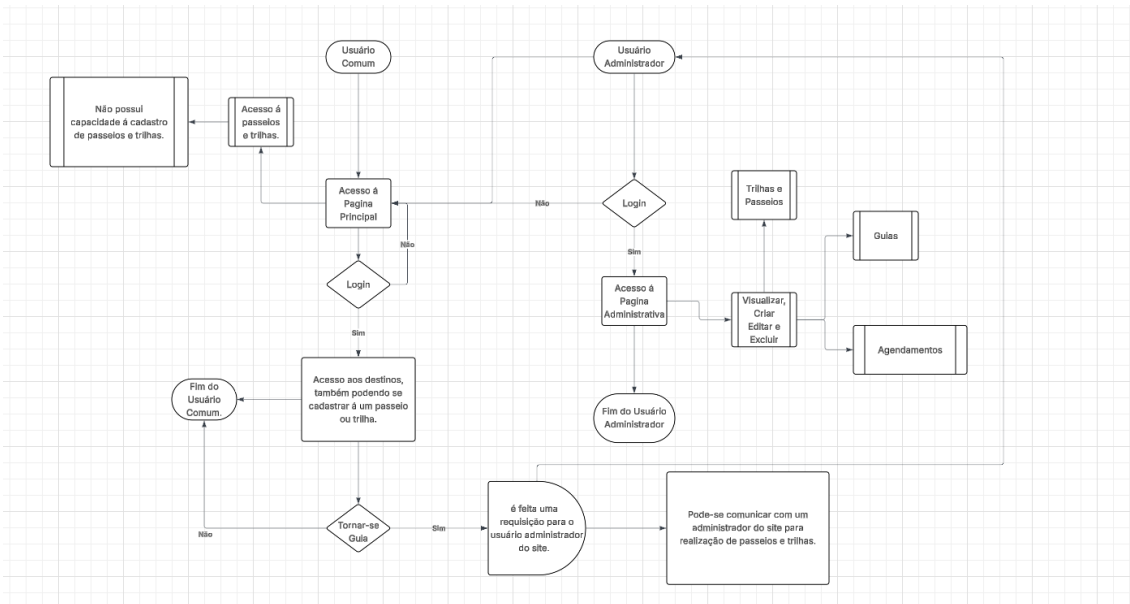 Usuário
Comum
Usuário
Administrador
Não possui
capacidade á cadastro
de passeios e trilhas.
Acesso á
passeios
e trilhas.
Acesso á
Pagina
Principal
Não
Login
Trilhas e
Passeios
Guias
Não
Login
Sim
Acesso á
Pagina
Administrativa
Visualizar,
Criar
Editar e
Excluir
Agendamentos
Sim
Acesso aos destinos,
também podendo se
cadastrar á um passeio
ou trilha.
Fim do
Usuário
Comum.
Fim do Usuário
Administrador
Tornar-se
Guia
Não
Sim
é feita uma
requisição para o
usuário administrador
do site.
Pode-se comunicar com um
administrador do site para
realização de passeios e trilhas.